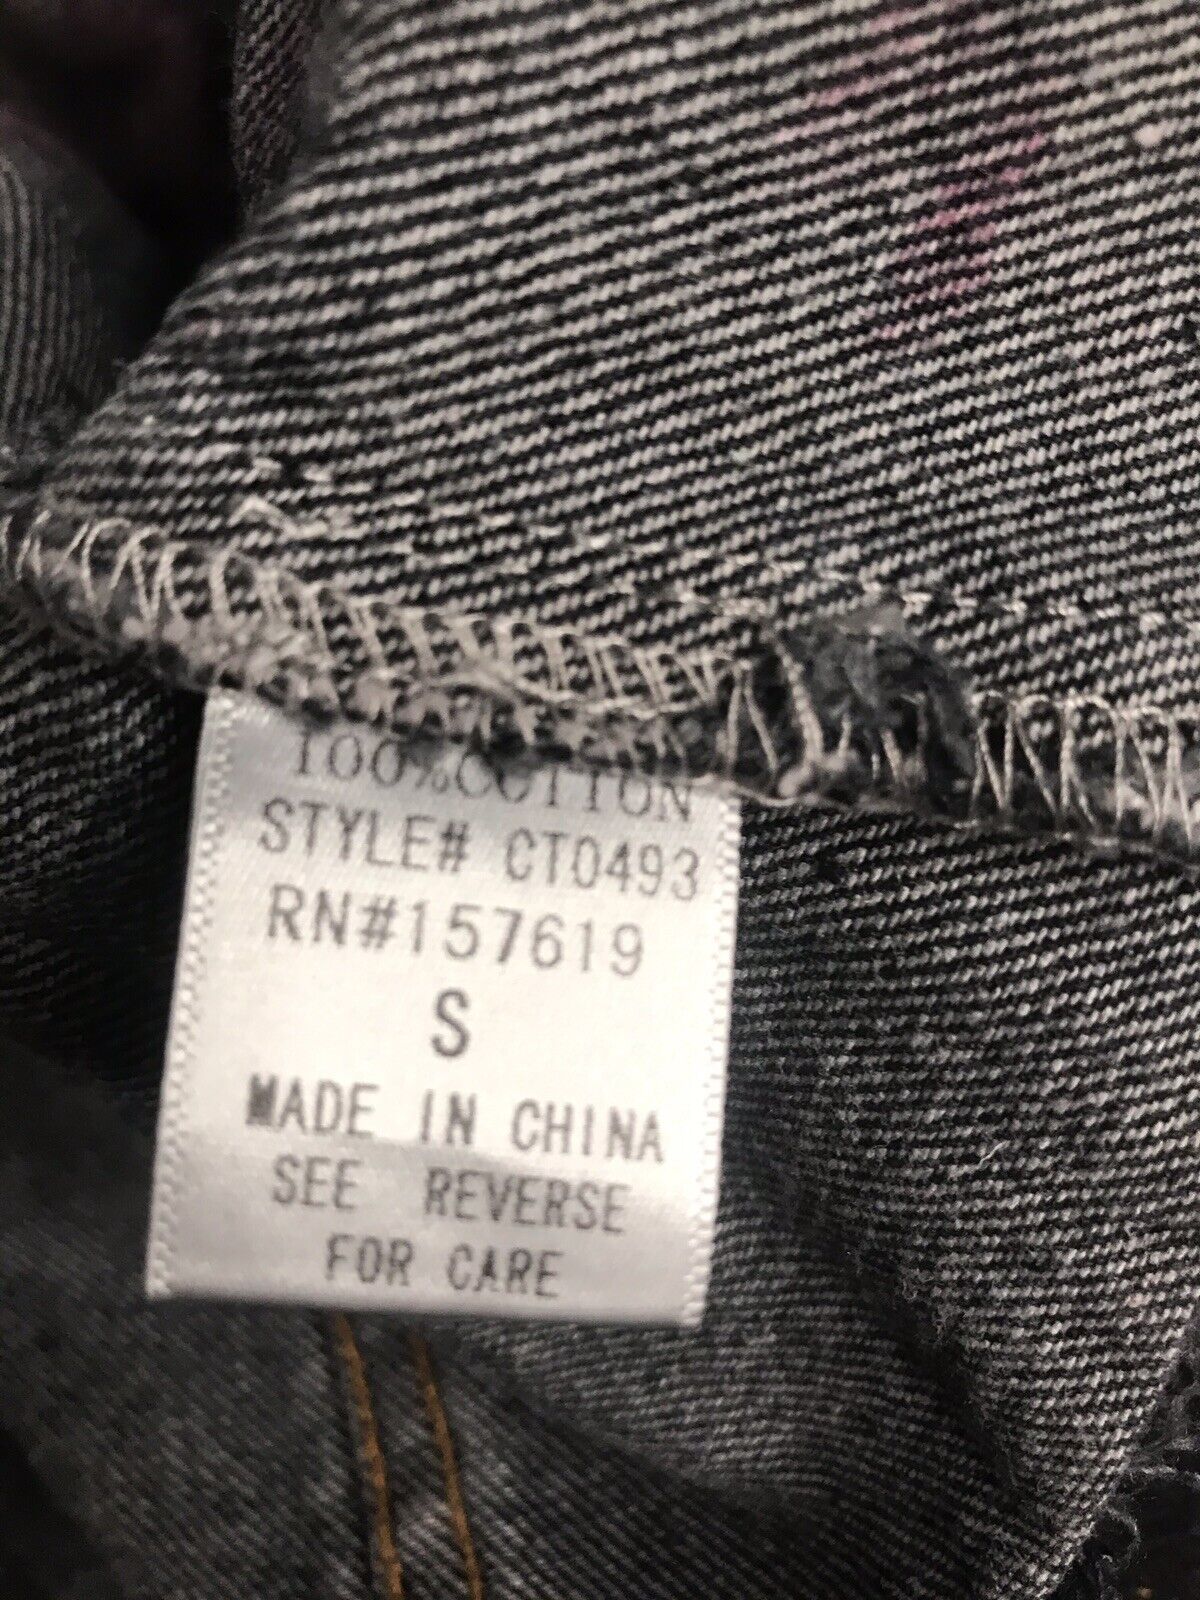 100%COTTON
STYLE# CT0493
RN#157619
S
MADE IN CHINA
SEE REVERSE
FOR CARE